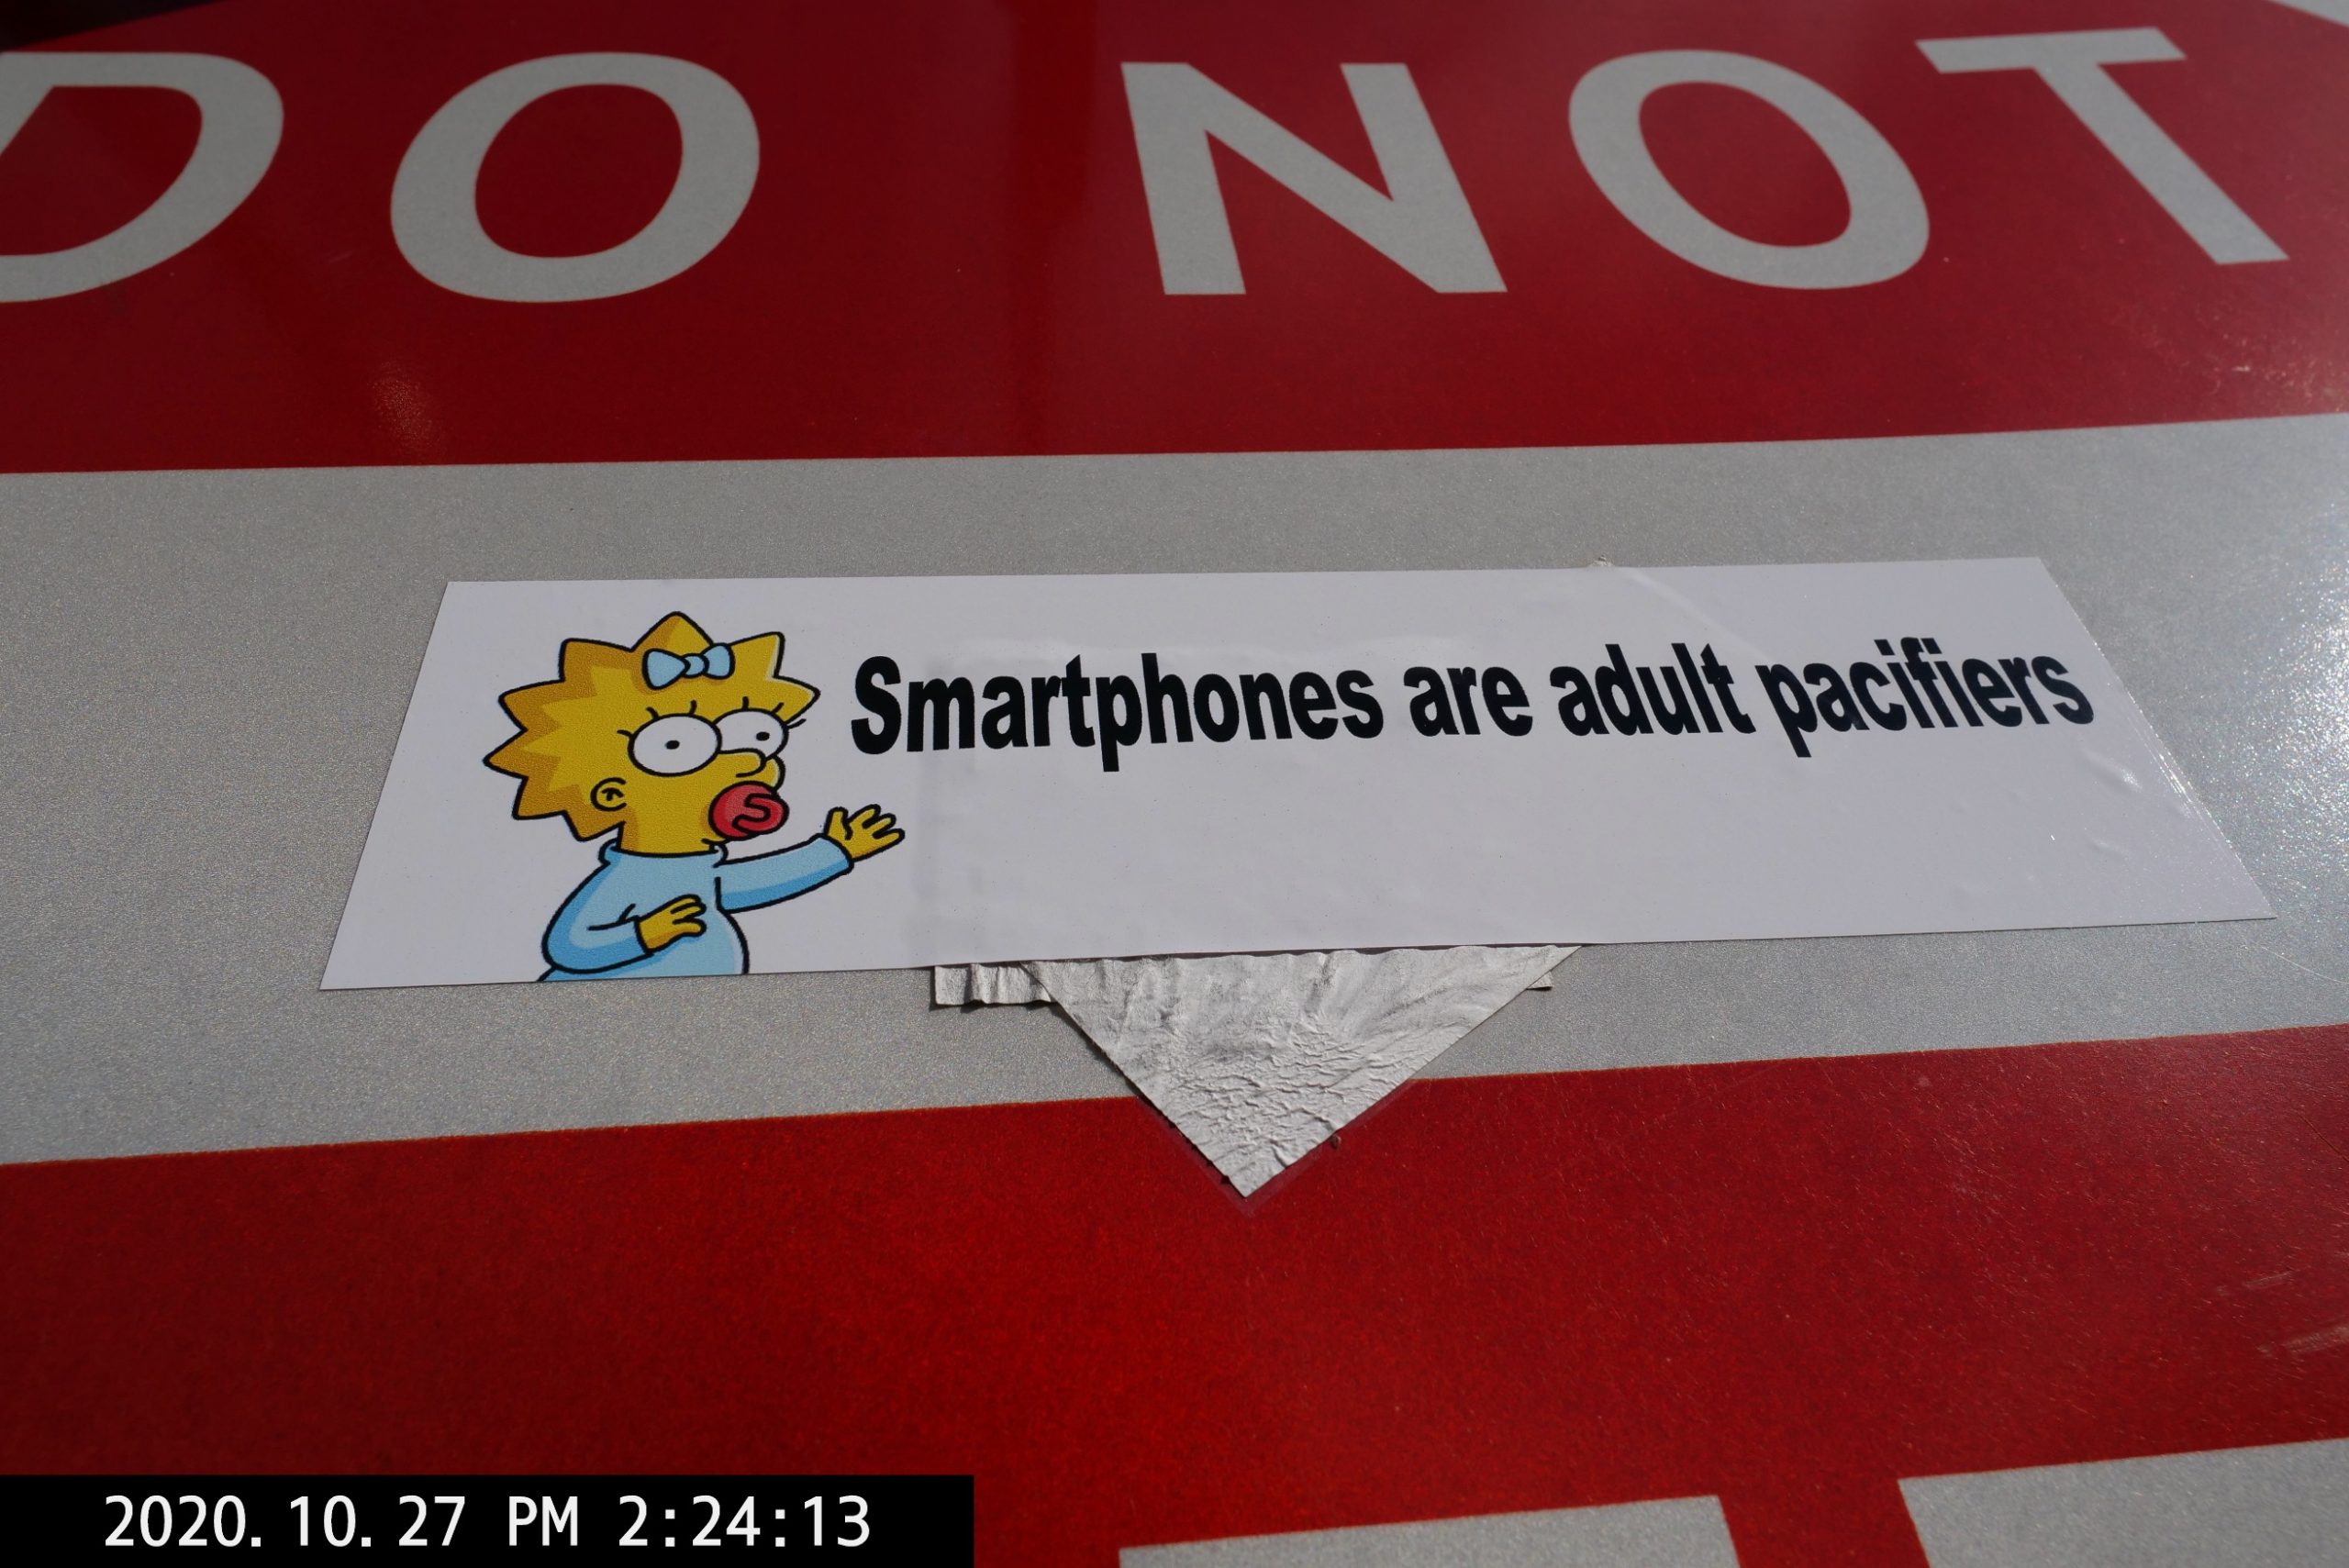 DO NOT
Smartphones are adult pacifiers
2020. 10. 27 PM 2:24:13